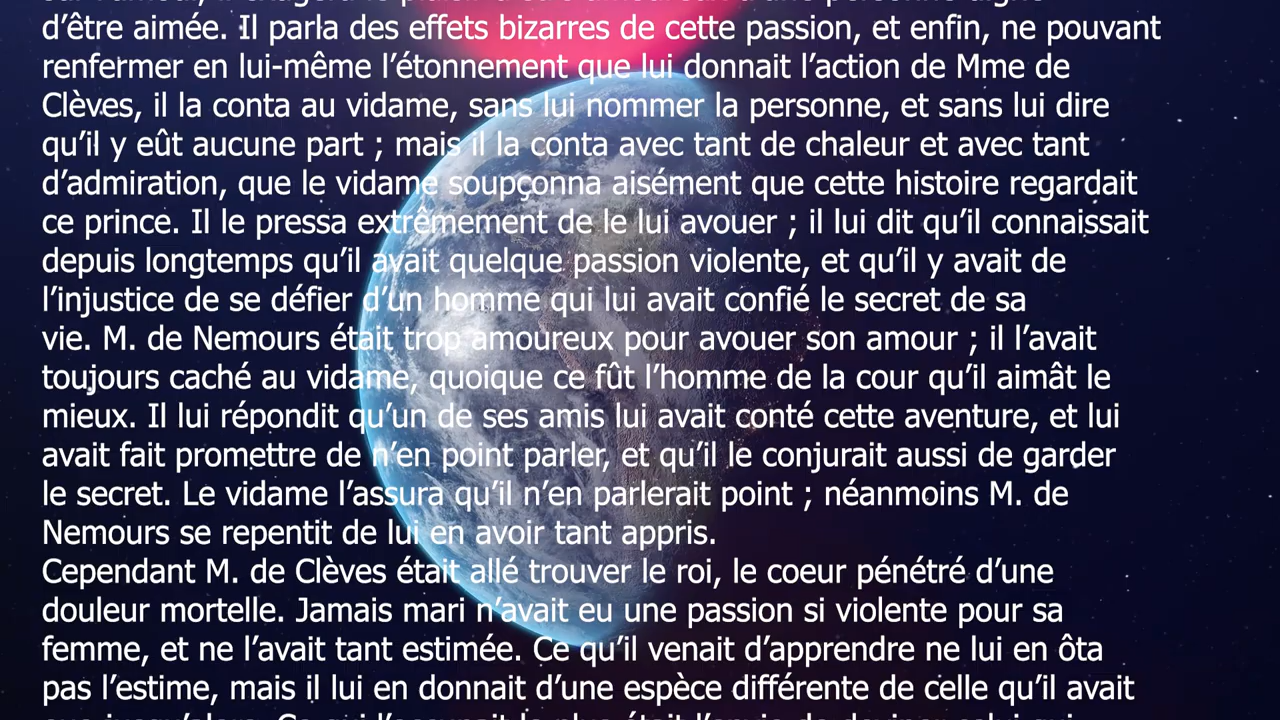 d’être aimée. Il parla des effets bizarres de cette passion, et enfin, ne pouvant
renfermer en lui-même l’étonnement que lui donnait l’action de Mme de
Clèves, il la conta au vidame, sans lui nommer la personne, et sans lui dire
qu’il y eût aucune part ; mais il la conta avec tant de chaleur et avec tant
d’admiration, que le vidame soupçonna aisément que cette histoire regardait
ce prince. Il le pressa extrêmement de le lui avouer ; il lui dit qu’il connaissait
depuis longtemps qu’il avait quelque passion violente, et qu’il y avait de
l’injustice de se défier d’un homme qui lui avait confié le secret de sa
vie. M. de Nemours était trop amoureux pour avouer son amour ; il l’avait
toujours caché au vidame, quoique ce fût l’homme de la cour qu’il aimât le
mieux. Il lui répondit qu’un de ses amis lui avait conté cette aventure, et lui
avait fait promettre de n’en point parler, et qu’il le conjurait aussi de garder
le secret. Le vidame l’assura qu’il n’en parlerait point ; néanmoins M. de
Nemours se repentit de lui en avoir tant appris.
Cependant M. de Clèves était allé trouver le roi, le coeur pénétré d’une
douleur mortelle. Jamais mari n’avait eu une passion si violente pour sa
femme, et ne l’avait tant estimée. Ce qu’il venait d’apprendre ne lui en ôta
pas l’estime, mais il lui en donnait d’une espèce différente de celle qu’il avait